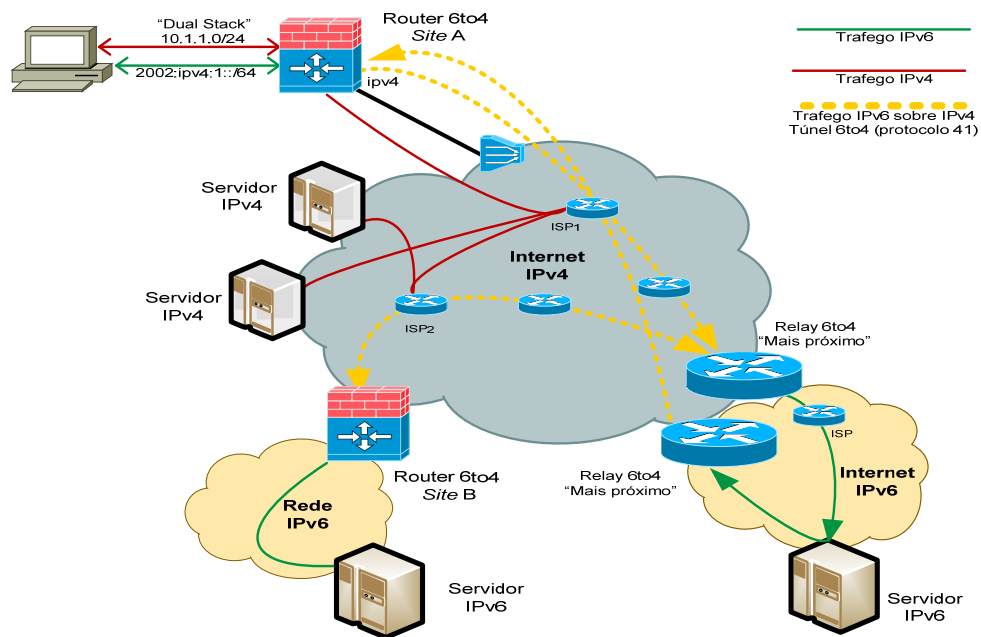 “Dual Stack”
10.1.1.0/24
2002:ipv4:1::/64
Router 6to4
Site A
ipv4
Trafego IPv6
Trafego IPv4
Trafego IPv6 sobre IPv4
Túnel 6to4 (protocolo 41)
Servidor
IPv4
ISP1
Internet
IPv4
Servidor
IPv4
ISP2
Relay 6to4
“Mais próximo”
Router 6to4
Site B
Relay 6to4
“Mais próximo”
ISP
Internet
IPv6
Rede
IPv6
Servidor
IPv6
Servidor
IPv6